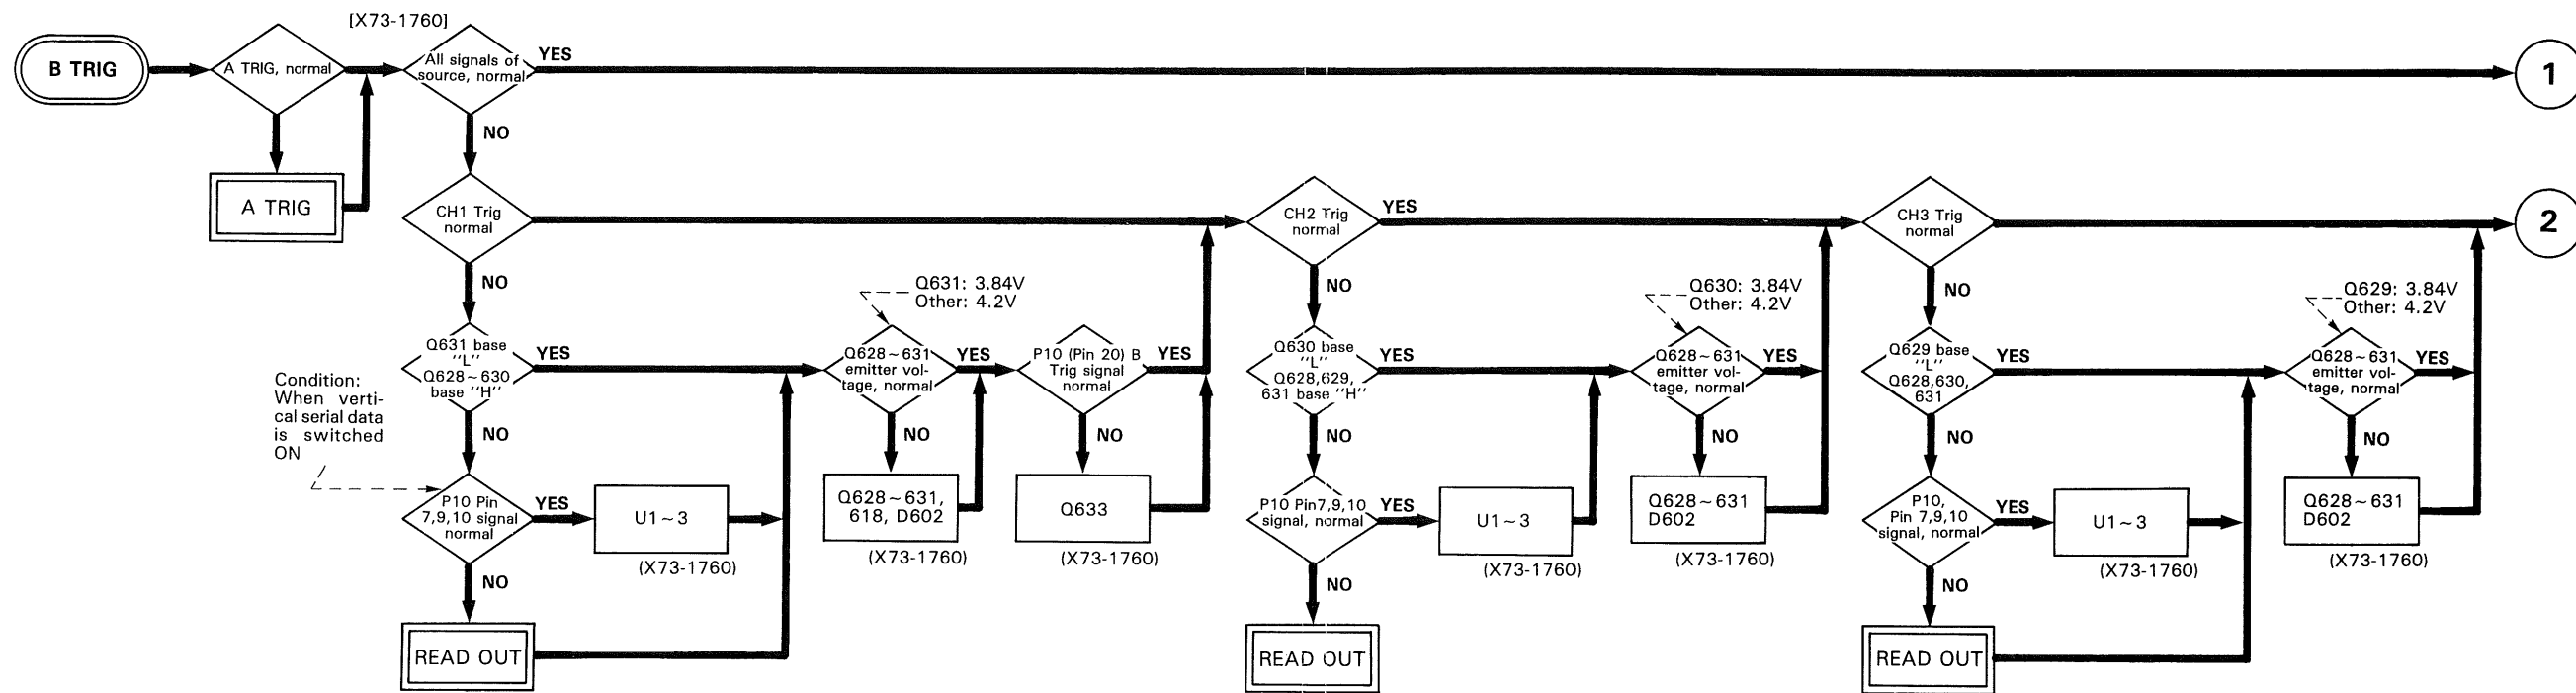 [X73-1760]
B TRIG
A TRIG, normal
All signals of
source, normal
YES
1
NO
A TRIG
CH1 Trig
normal
CH2 Trig
normal
YES
CH3 Trig
normal
2
NO
NO
NO
Q631: 3.84V
Other: 4.2V
Q630: 3.84V
Other: 4.2V
Q629: 3.84V
Other: 4.2V
Q631 base
"L"
Q628~630
base "H"
YES
Q628~631
emitter vol-
tage, normal
YES
P10 (Pin 20) B
Trig signal
normal
YES
Q630 base
"L"
Q628,629,
631 base "H"
YES
Q628~631
emitter vol-
tage, normal
YES
Q629 base
"L"
Q628,630,
631
YES
Q628~631
emitter vol-
tage, normal
YES
Condition:
When verti-
cal serial data
is switched
ON
NO
NO
NO
NO
NO
NO
NO
P10 Pin
7,9,10 signal
normal
YES
U1~3
(X73-1760)
Q628~631,
618, D602
(X73-1760)
Q633
(X73-1760)
P10 Pin7,9,10
signal, normal
YES
U1~3
(X73-1760)
Q628~631
D602
(X73-1760)
P10,
Pin 7,9,10
signal, normal
YES
U1~3
(X73-1760)
Q628~631
D602
(X73-1760)
NO
NO
NO
READ OUT
READ OUT
READ OUT